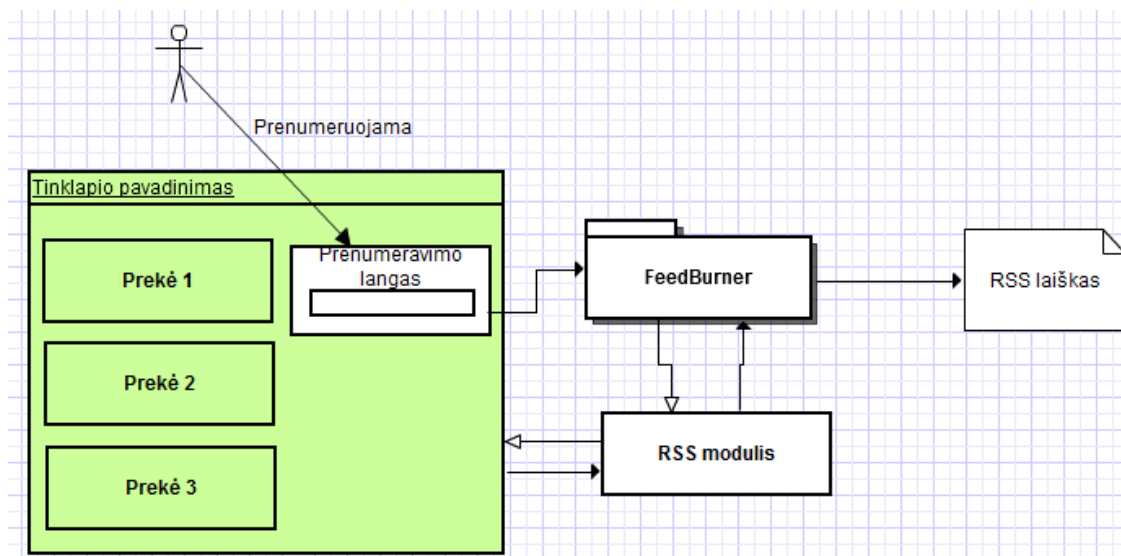 Prenumeruojama
Tinklapio pavadinimas
Prekė 1
Prenumeravimo
langas
FeedBurner
RSS laiškas
Prekė 2
RSS modulis
Prekė 3